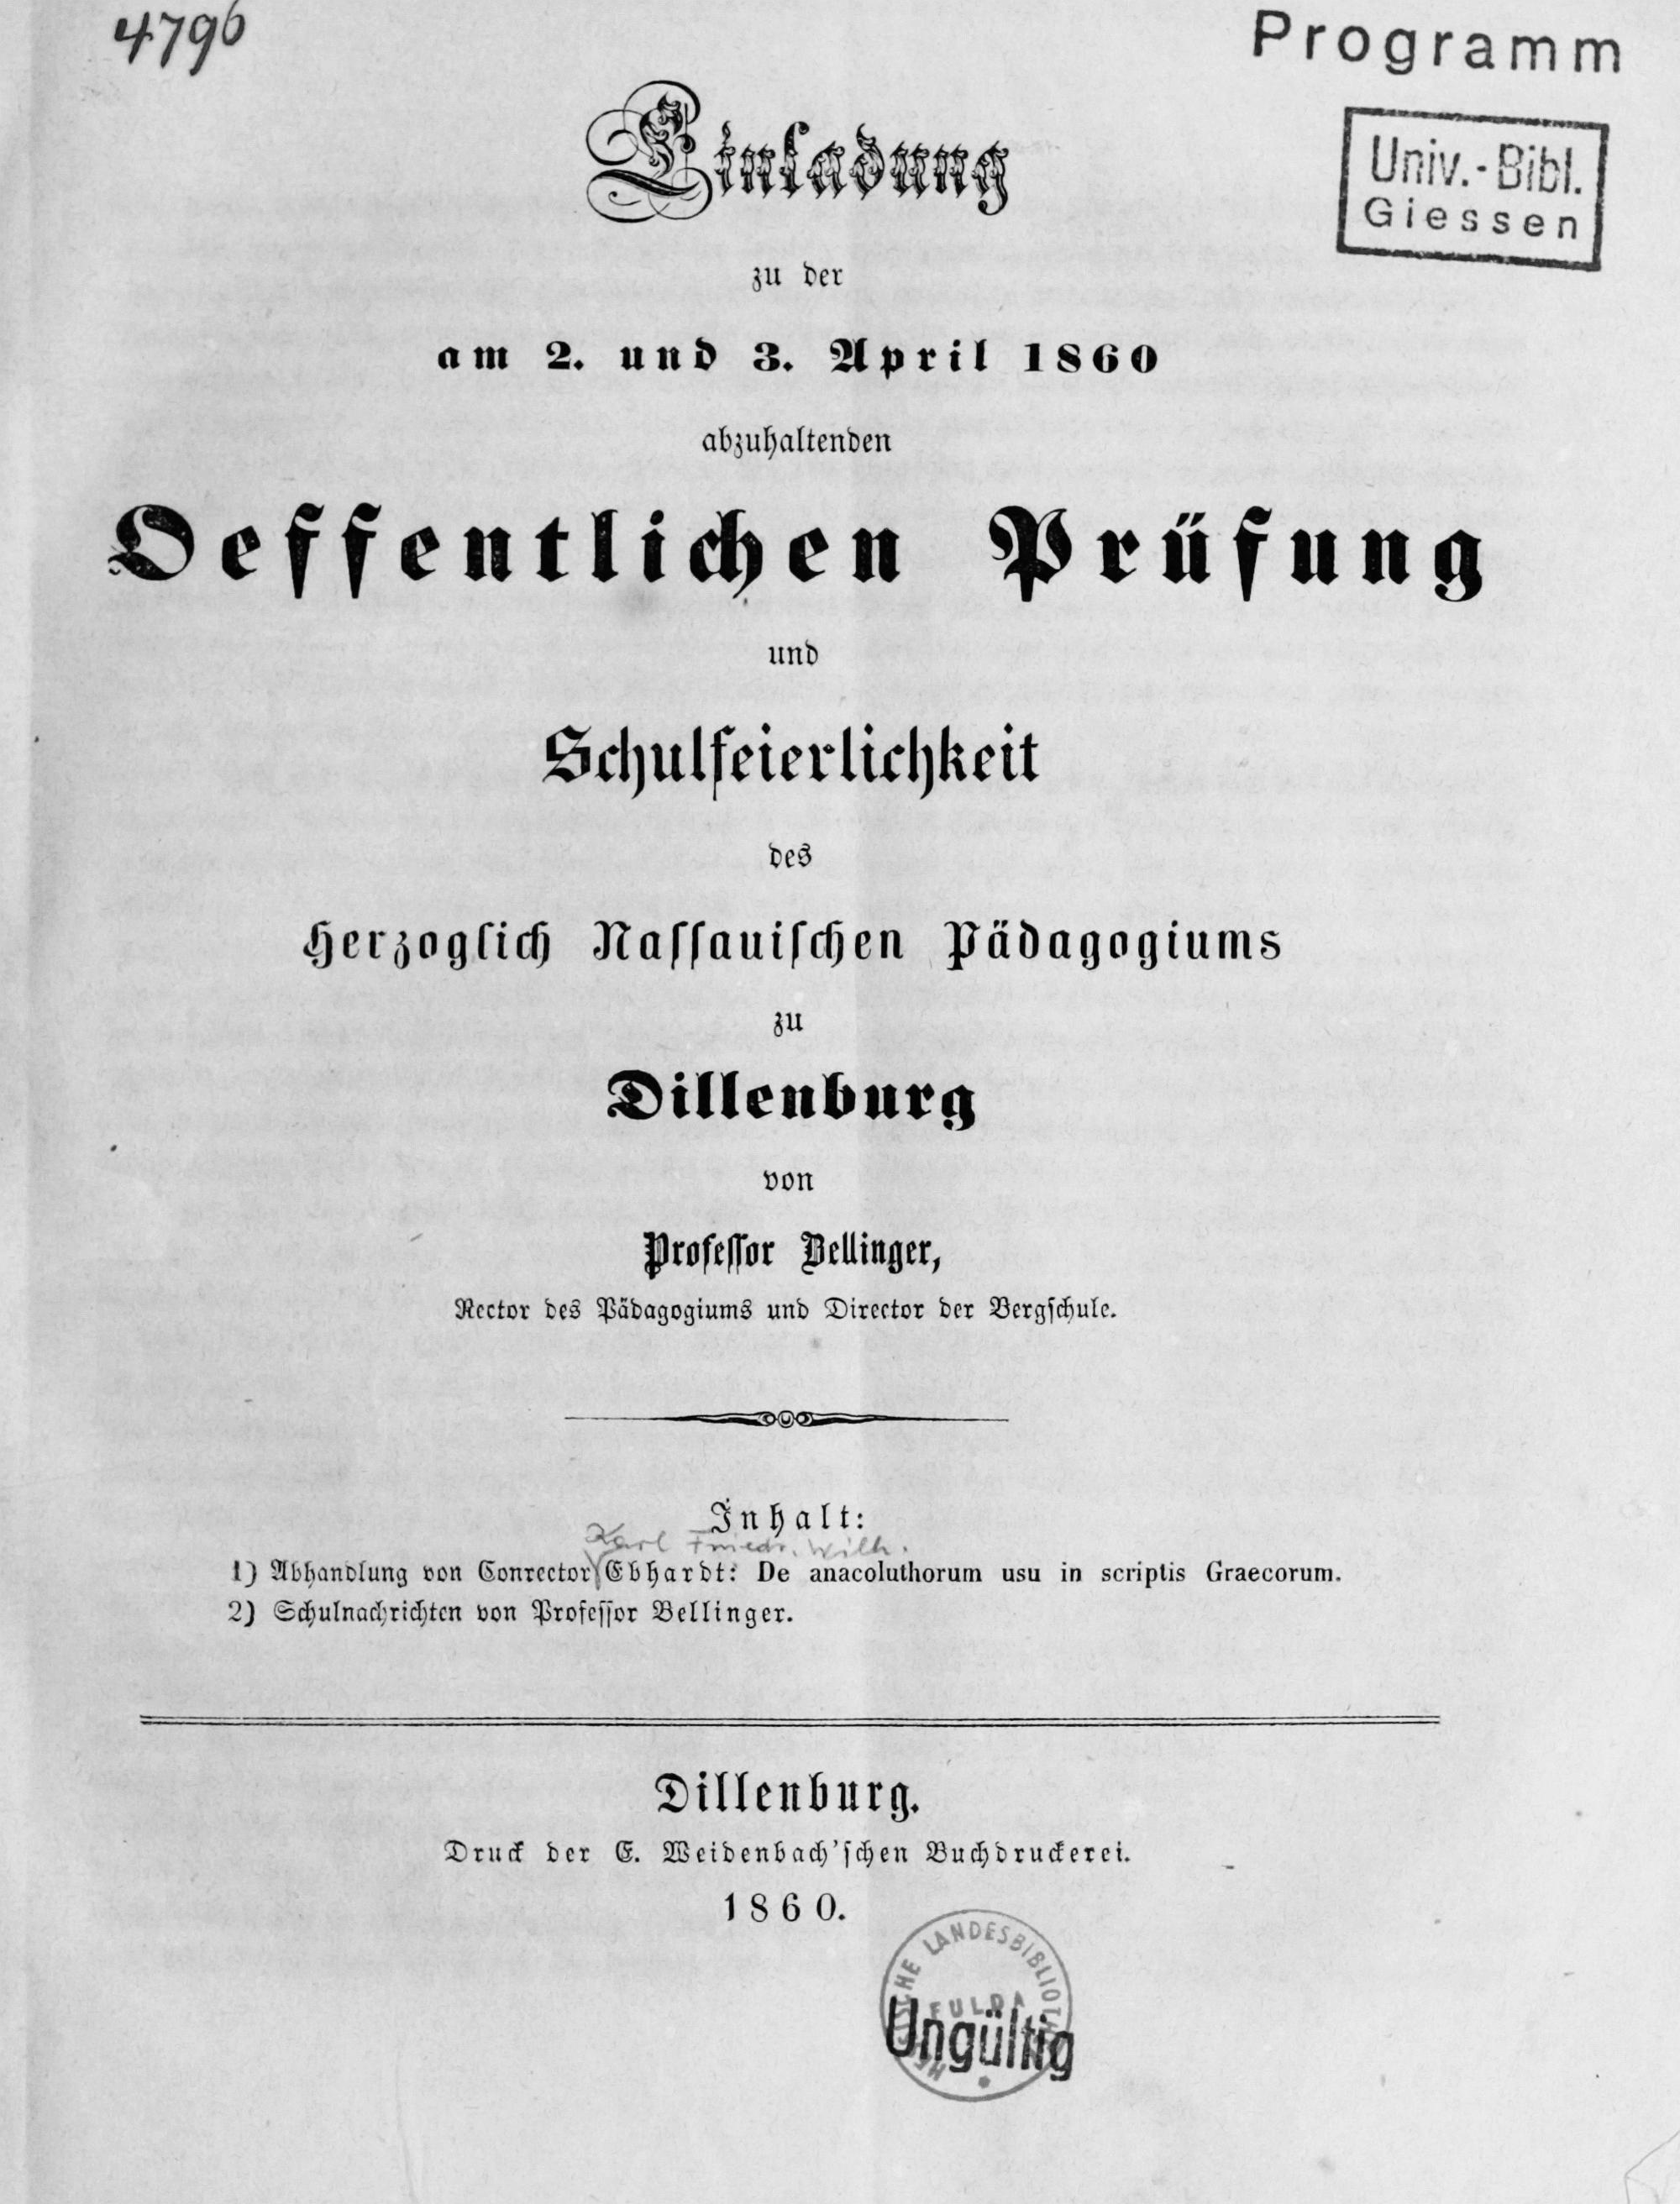 4796
Programm
Univ.-Bibl.
Giessen
Einladung
zu der
am 2. und 3. April 1860
abzuhaltenden
Oeffentlichen Prüfung
und
Schulfeierlichkeit
des
Herzoglich Nassauischen Pädagogiums
zu
Dillenburg
von
Professor Bellinger,
Rector des Pädagogiums und Director der Bergschule.
Inhalt:
Karl Friedr. Wilh.
1) Abhandlung von Conrector Ebhardt: De anacoluthorum usu in scriptis Graecorum.
2) Schulnachrichten von Professor Bellinger.
Dillenburg.
Druck der E. Weidenbach'schen Buchdruckerei.
1860.
LANDESBIBLIOTHEK
FULDA
Ungültig